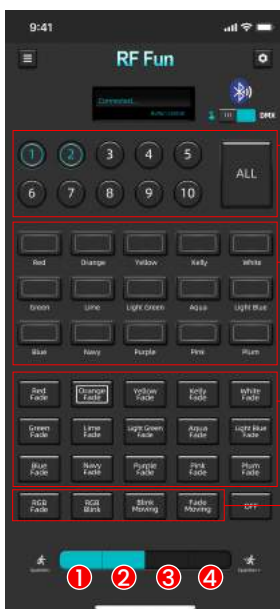 9:41
RF Fun
Connected...
DMX
1 2 3 4 5
ALL
6 7 8 9 10
Red Orange Yellow Kelly White
Green Lime Light Green Aqua Light Blue
Blue Navy Purple Pink Plum
Red Fade
Orange Fade
Yellow Fade
Kelly Fade
White Fade
Green Fade
Lime Fade
Light Green Fade
Aqua Fade
Light Blue Fade
Blue Fade
Navy Fade
Purple Fade
Pink Fade
Plum Fade
RGB Fade
RGB Blink
Blink Moving
Fade Moving
OFF
1 2 3 4